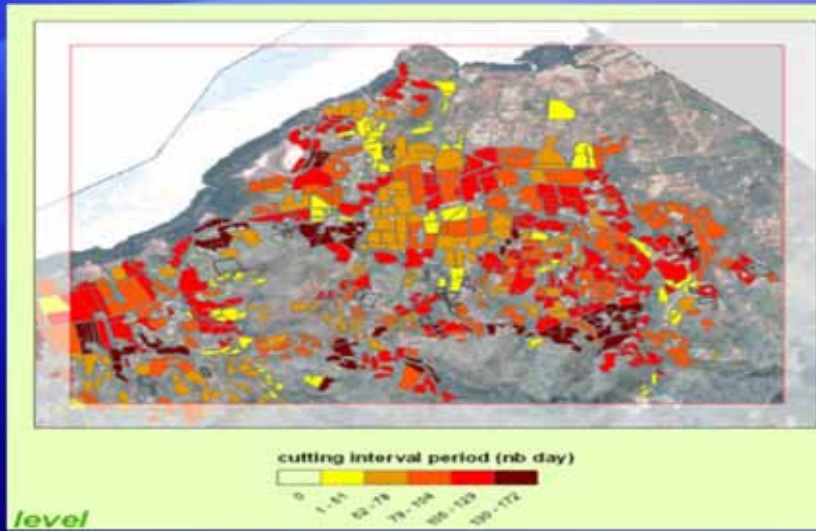 cutting interval period (nb day)
0
1 - 61
62 - 78
79 - 104
105 - 129
130 - 172
level